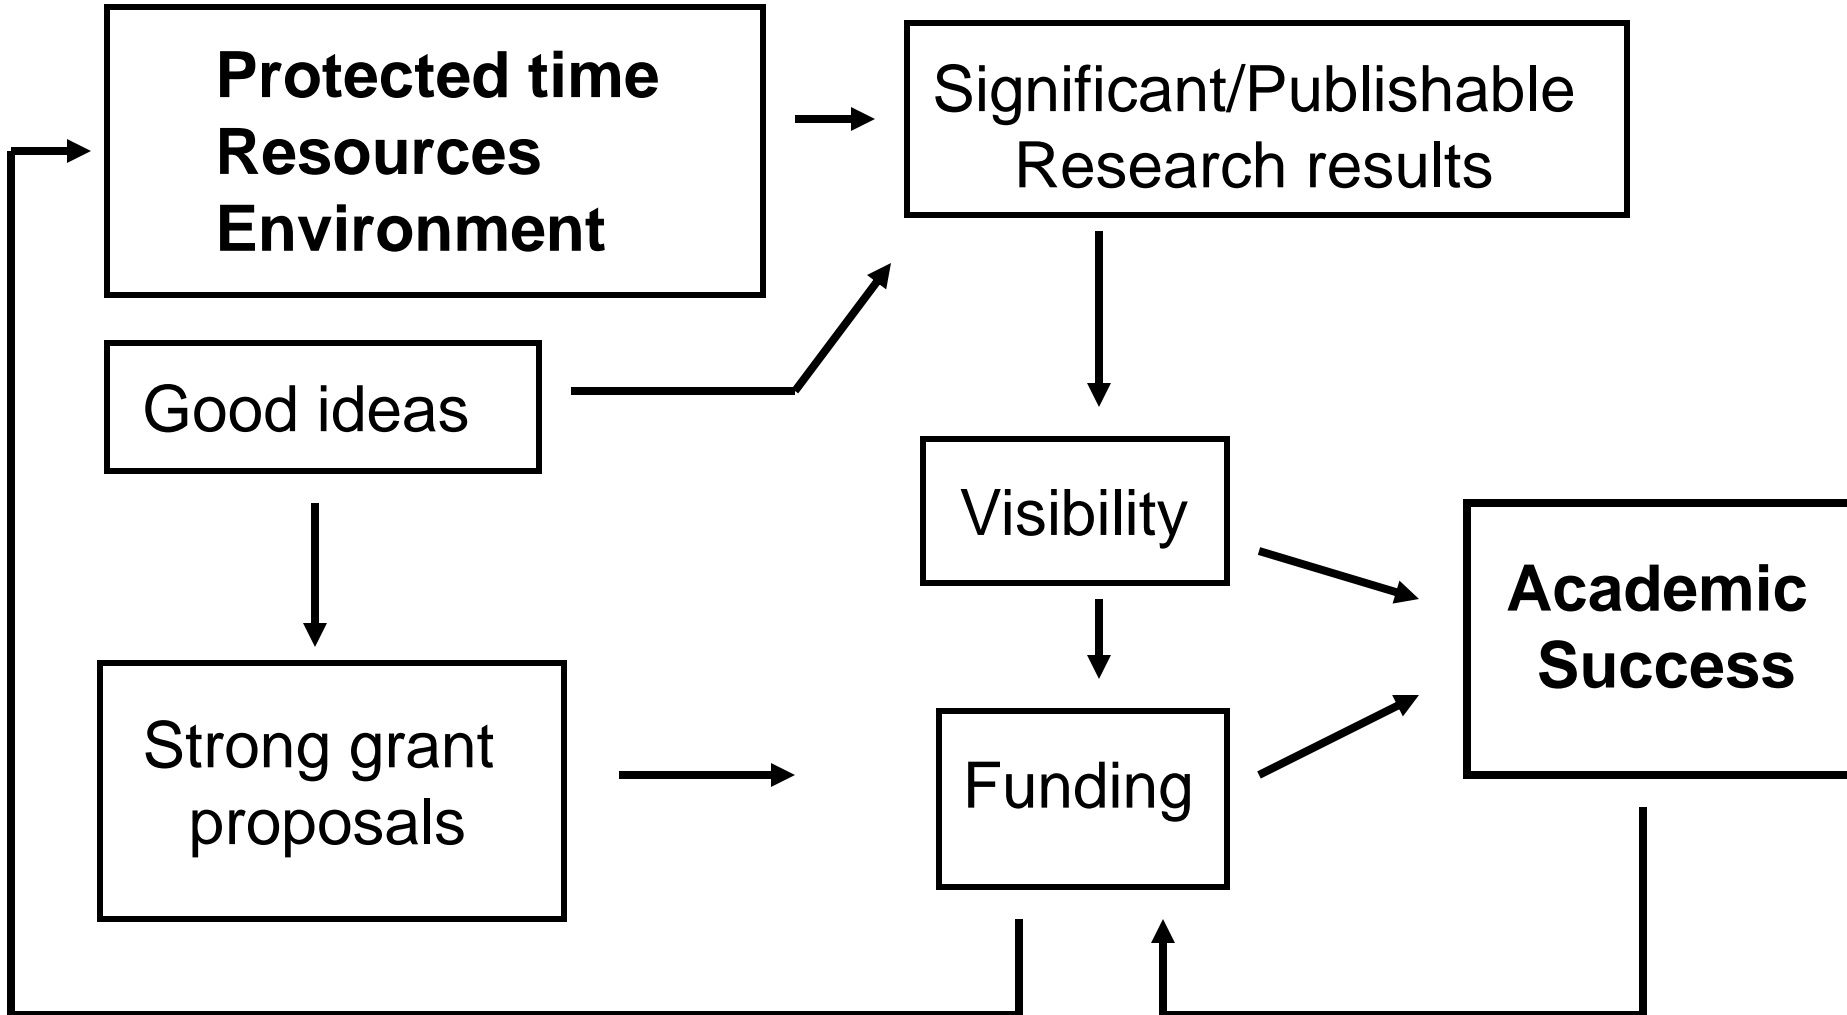 Protected time
Resources
Environment
Significant/Publishable
Research results
Good ideas
Visibility
Academic
Success
Strong grant
proposals
Funding